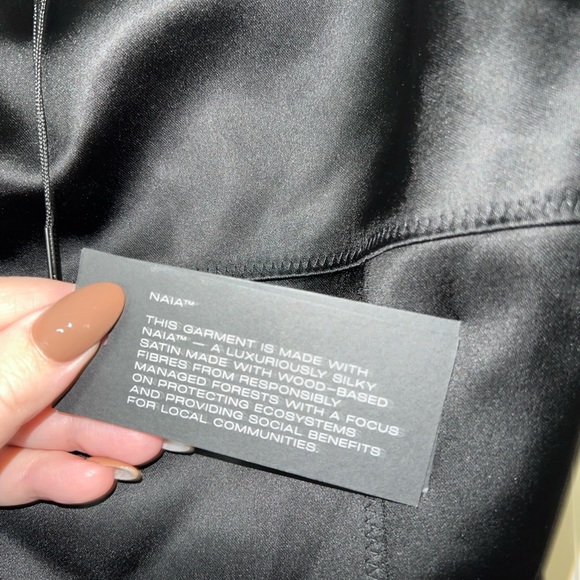 NAIA™
THIS GARMENT IS MADE WITH
NAIA™ — A LUXURIOUSLY SILKY
SATIN MADE WITH WOOD-BASED
FIBRES FROM RESPONSIBLY
MANAGED FORESTS WITH A FOCUS
ON PROTECTING ECOSYSTEMS
AND PROVIDING SOCIAL BENEFITS
FOR LOCAL COMMUNITIES.